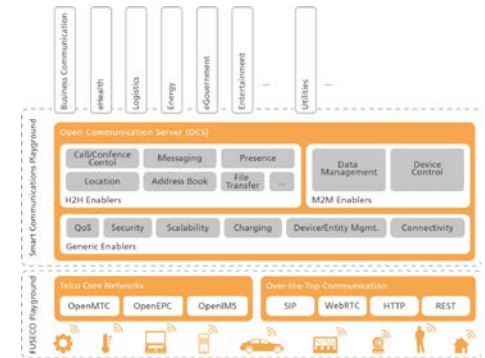 Business Communication
eHealth
Logistics
Energy
eGovernment
Entertainment
...
Utilities
...
Smart Communications Playground
Open Communication Server (OCS)
Call/Confence
Contol
Messaging
Presence
Location
Address Book
File
Transfer
...
H2H Enablers
Data
Management
Device
Control
M2M Enablers
QoS
Security
Scalability
Charging
Device/Entity Mgmt.
Connectivity
Generic Enablers
FUSECO Playground
Telco Core Networks
OpenMTC
OpenEPC
OpenIMS
Over-the-Top Communication
SIP
WebRTC
HTTP
REST